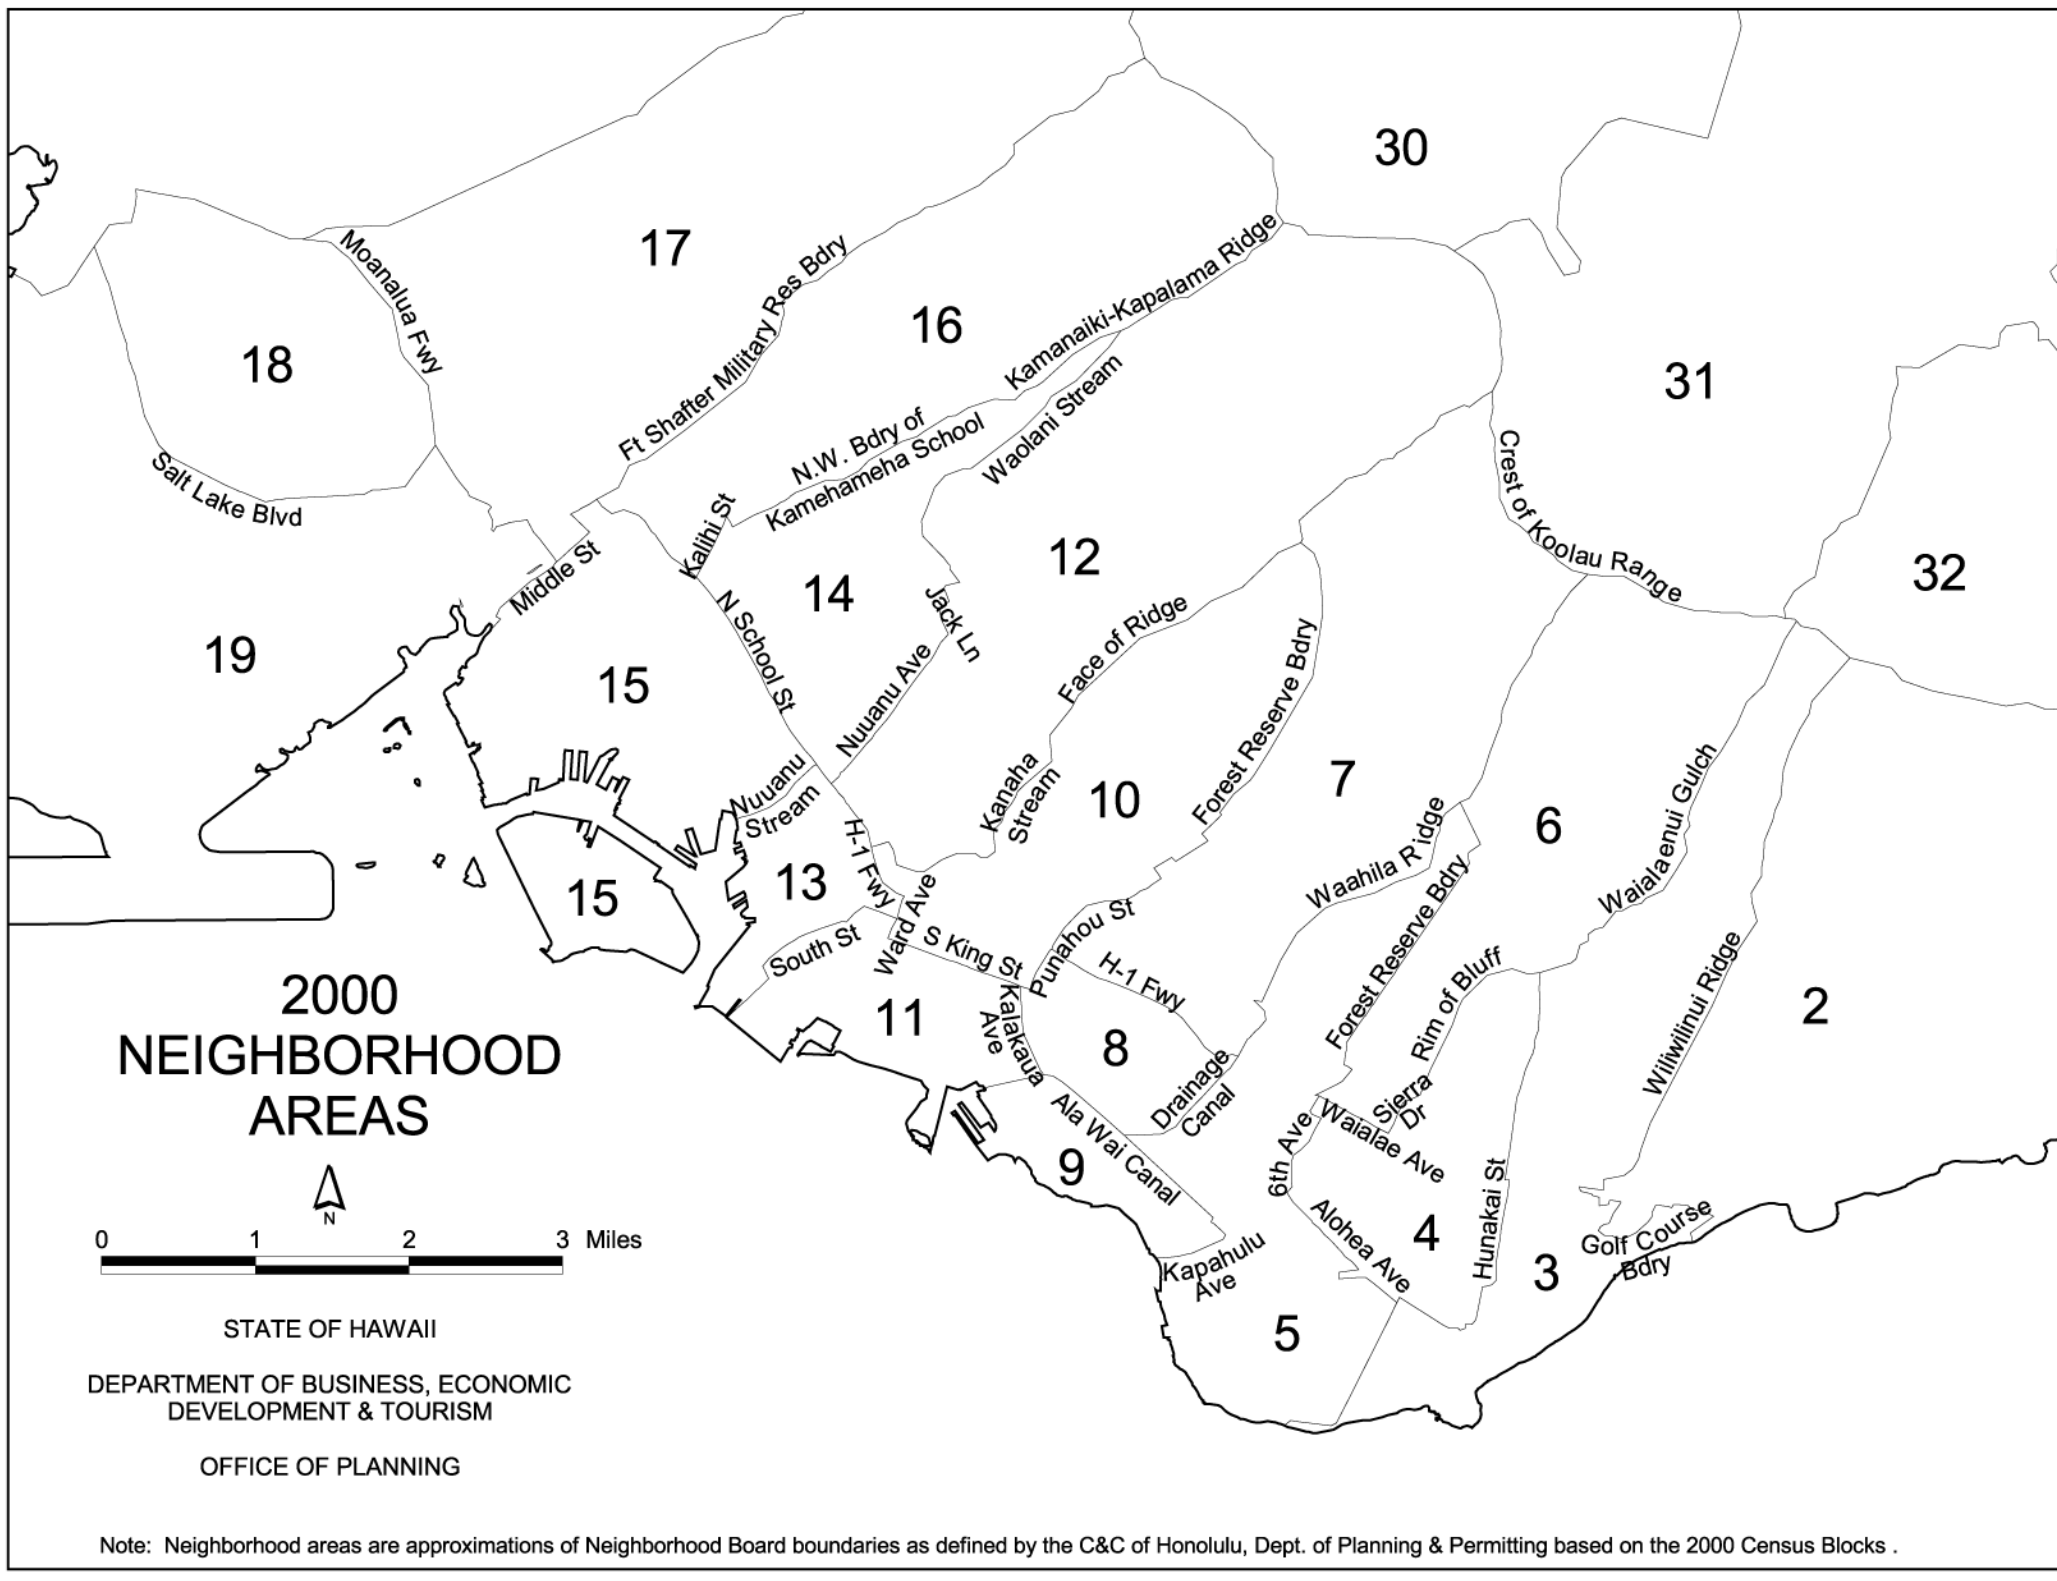 30
17
Moanalua Fwy
Ft Shafter Military Res Bdry
16
Kamanaiki-Kapalama Ridge
18
31
N.W. Bdry of
Kamehameha School
Waolani Stream
Salt Lake Blvd
Kalihi St
Crest of Koolau Range
Middle St
12
14
32
N School St
Jack Ln
Face of Ridge
19
15
Nuuanu Ave
Forest Reserve Bdry
Nuuanu
Stream
Kanaha
Stream
10
7
6
Waialaenui Gulch
H-1 Fwy
13
15
Ward Ave
Waahila Ridge
Forest Reserve Bdry
South St
S King St
Punahou St
H-1 Fwy
Rim of Bluff
Wiliwilinui Ridge
2
2000
NEIGHBORHOOD
AREAS
11
Kalakaua
Ave
8
Drainage
Canal
Sierra
Dr
Ala Wai Canal
9
6th Ave
Waialae Ave
N
0 1 2 3 Miles
Alohea Ave
4
Hunakai St
3
Golf Course
Bdry
Kapahulu
Ave
5
STATE OF HAWAII
DEPARTMENT OF BUSINESS, ECONOMIC
DEVELOPMENT & TOURISM
OFFICE OF PLANNING
Note: Neighborhood areas are approximations of Neighborhood Board boundaries as defined by the C&C of Honolulu, Dept. of Planning & Permitting based on the 2000 Census Blocks .